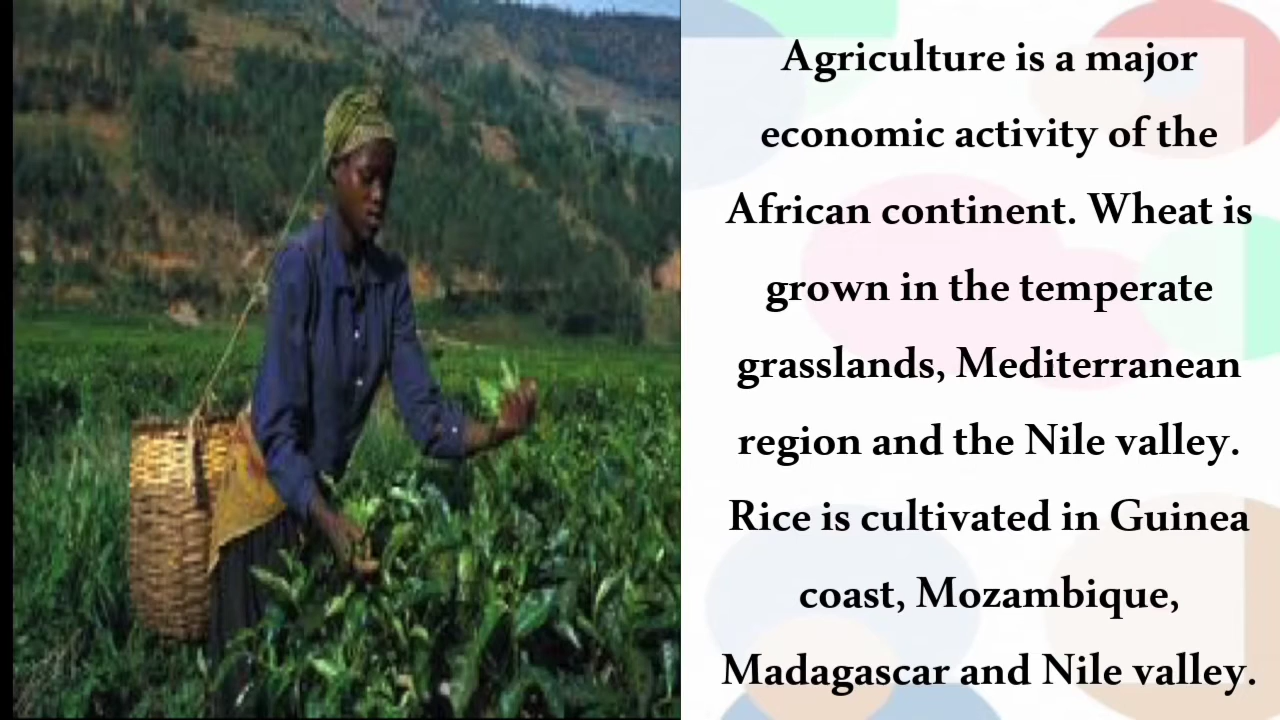 Agriculture is a major
economic activity of the
African continent. Wheat is
grown in the temperate
grasslands, Mediterranean
region and the Nile valley.
Rice is cultivated in Guinea
coast, Mozambique,
Madagascar and Nile valley.